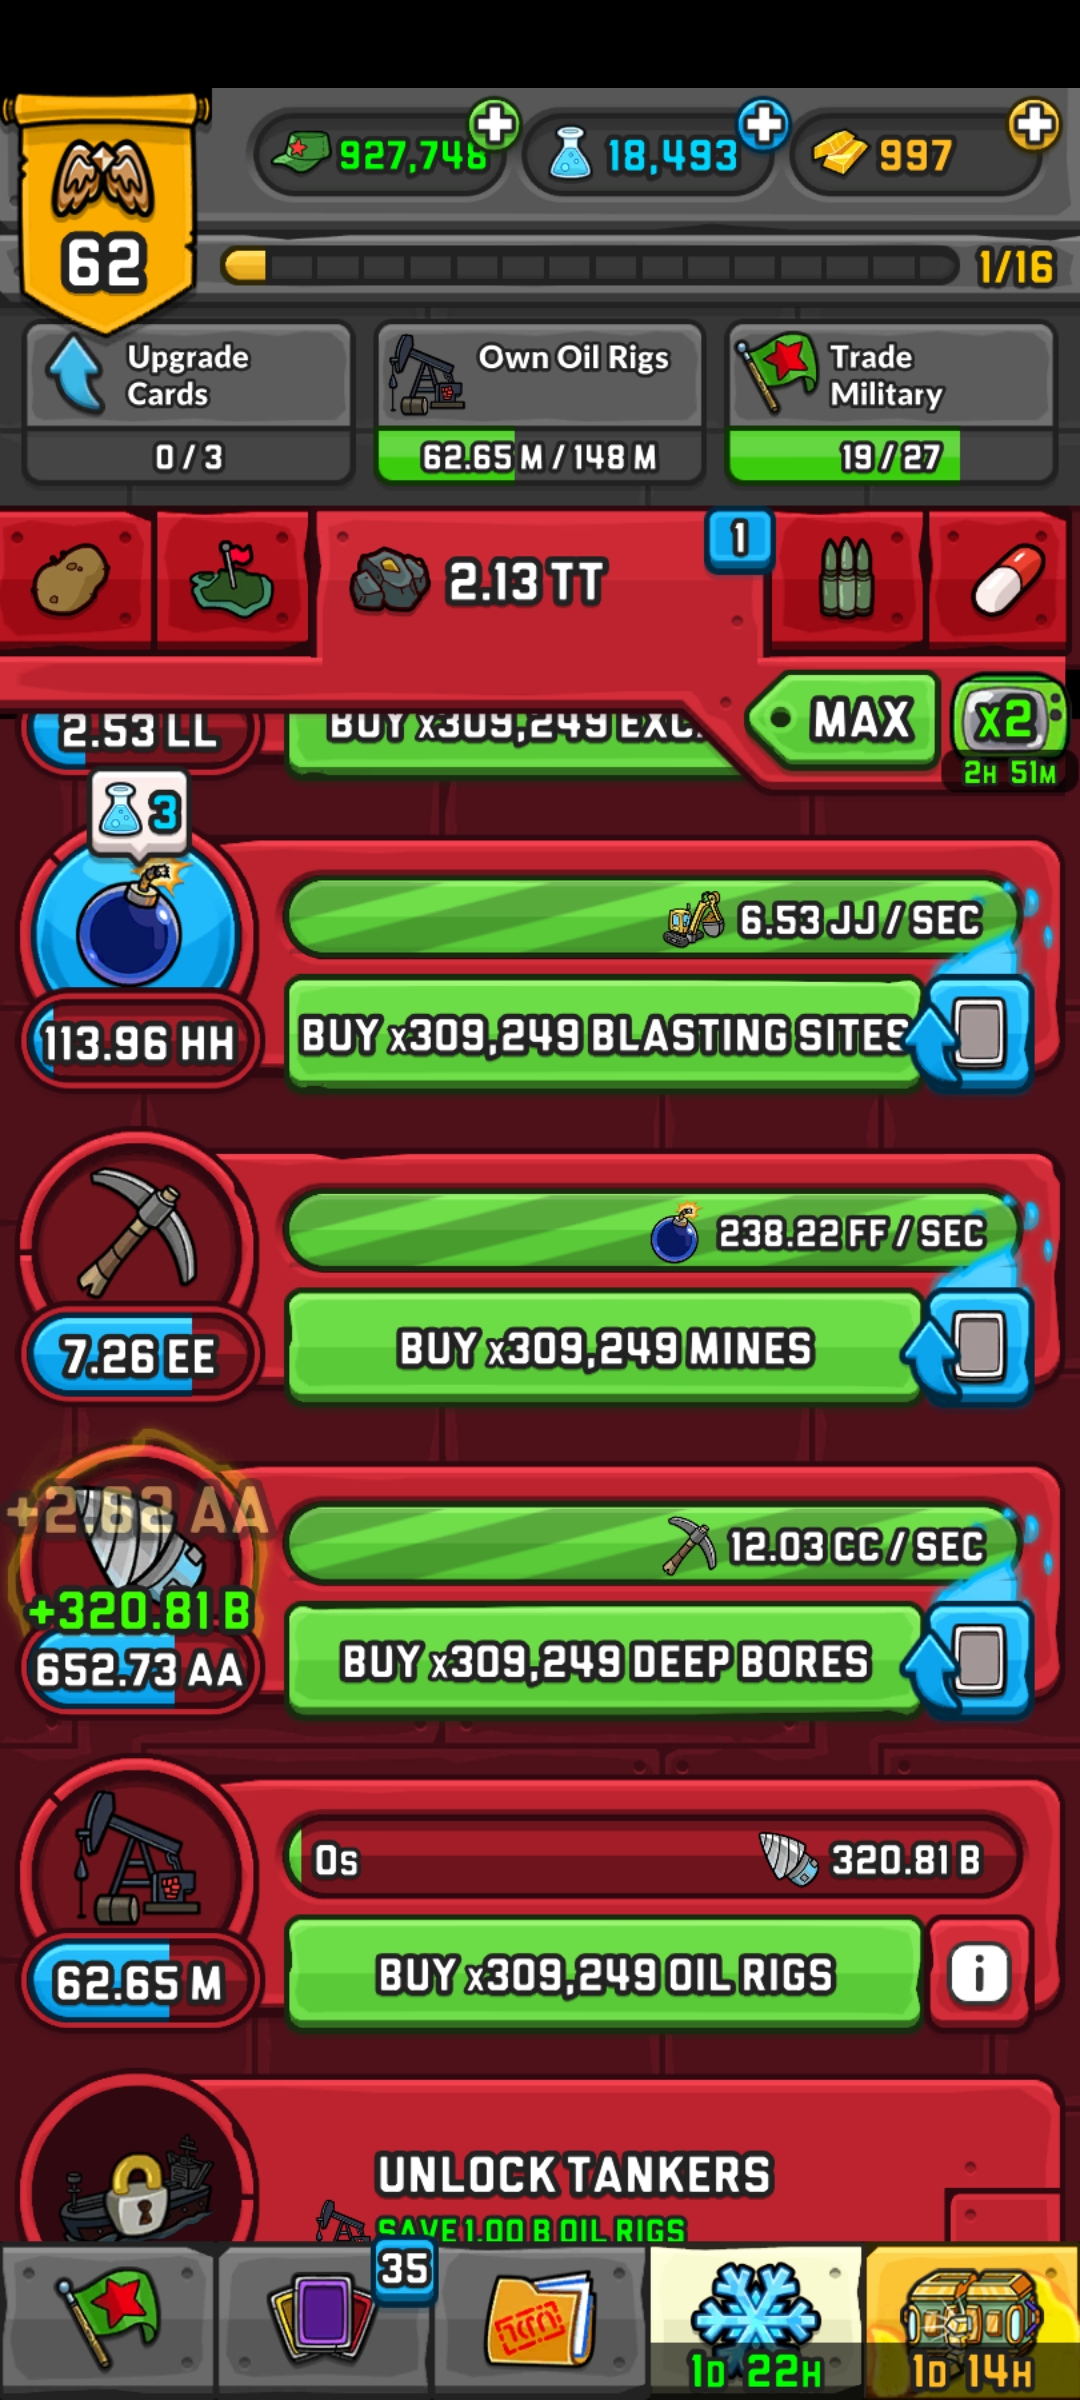 927,748
18,493
997
62
1/16
Upgrade
Cards
0 / 3
Own Oil Rigs
62.65 M / 148 M
Trade
Military
19 / 27
2.13 TT
1
MAX
x2
2H 51M
2.53 LL
BUY x309,249 EXC.
3
6.53 JJ / SEC
113.96 HH
BUY x309,249 BLASTING SITES
238.22 FF / SEC
7.26 EE
BUY x309,249 MINES
+2.62 AA
12.03 CC / SEC
+320.81 B
652.73 AA
BUY x309,249 DEEP BORES
0s
320.81 B
62.65 M
BUY x309,249 OIL RIGS
i
UNLOCK TANKERS
SAVE 1.00 B OIL RIGS
35
1D 22H
1D 14H